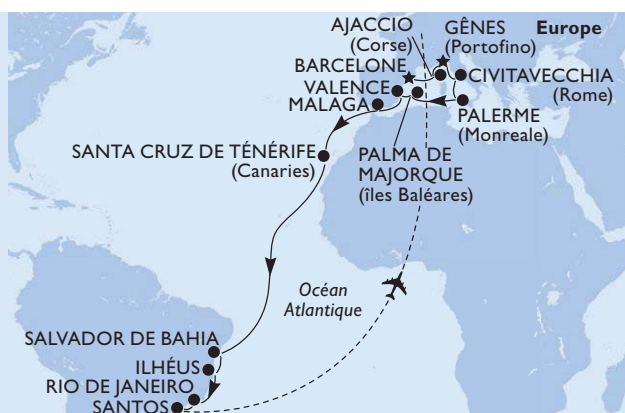 AJACCIO
(Corse)
GÊNES
(Portofino)
Europe
BARCELONE
VALENCE
MALAGA
CIVITAVECCHIA
(Rome)
PALERME
(Monreale)
SANTA CRUZ DE TÉNÉRIFE
(Canaries)
PALMA DE
MAJORQUE
(îles Baléares)
Océan
Atlantique
SALVADOR DE BAHIA
ILHÉUS
RIO DE JANEIRO
SANTOS